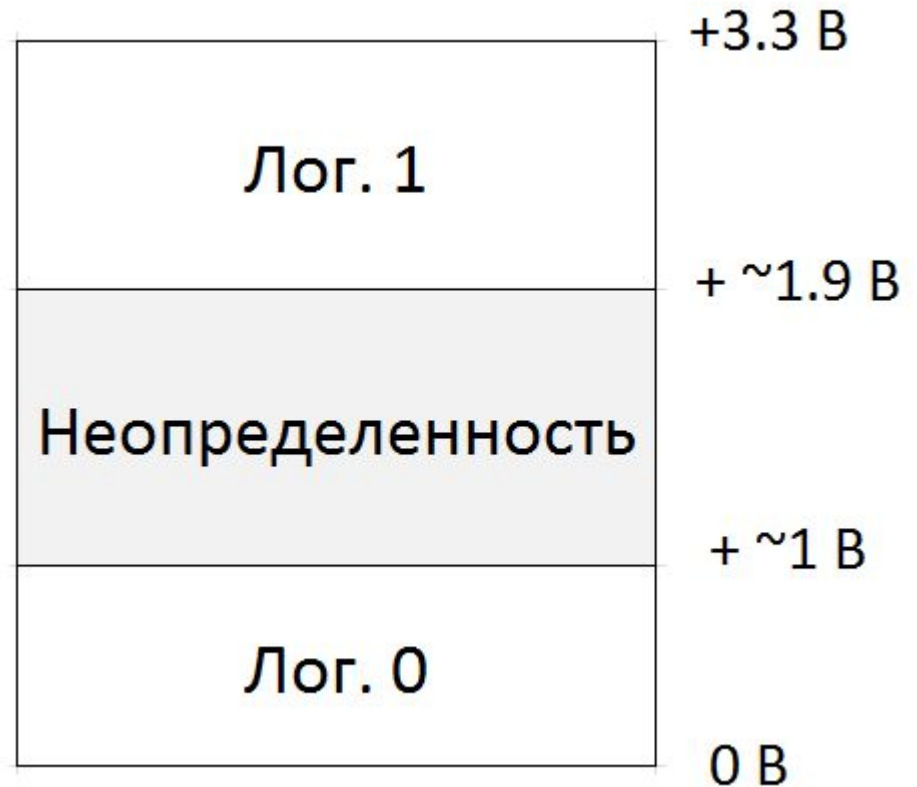 +3.3 В
Лог. 1
+ ~1.9 В
Неопределенность
+ ~1 В
Лог. 0
0 В